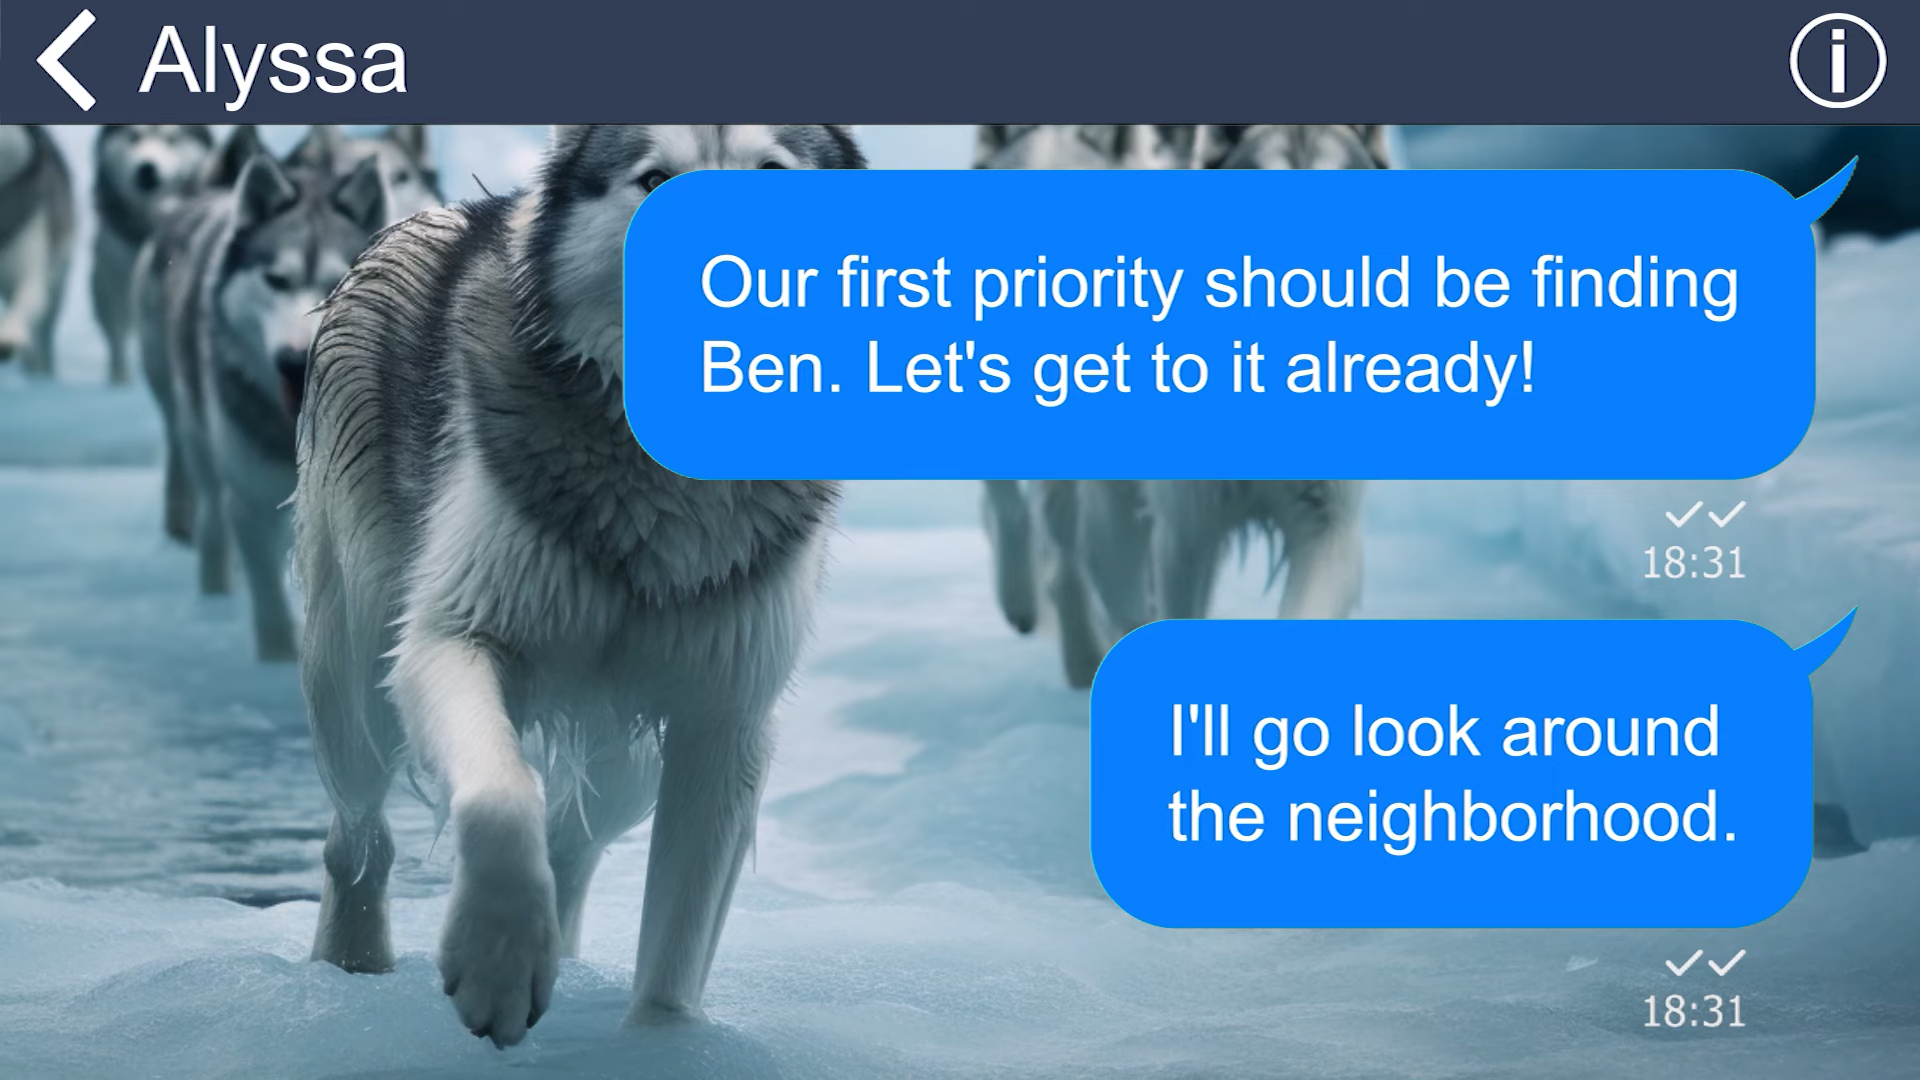 Alyssa
Our first priority should be finding
Ben. Let's get to it already!
18:31
I'll go look around
the neighborhood.
18:31